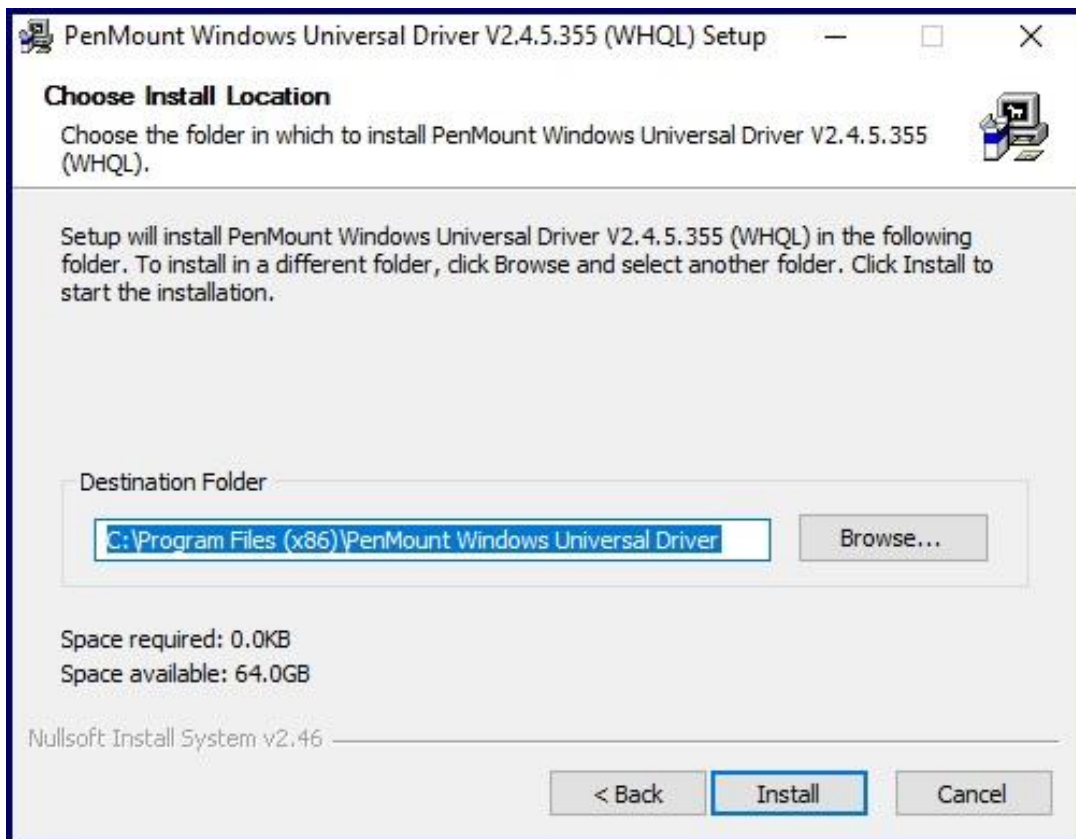 PenMount Windows Universal Driver V2.4.5.355 (WHQL) Setup
Choose Install Location
Choose the folder in which to install PenMount Windows Universal Driver V2.4.5.355
(WHQL).
Setup will install PenMount Windows Universal Driver V2.4.5.355 (WHQL) in the following
folder. To install in a different folder, click Browse and select another folder. Click Install to
start the installation.
Destination Folder
C:\Program Files (x86)\PenMount Windows Universal Driver
Browse...
Space required: 0.0KB
Space available: 64.0GB
Nullsoft Install System v2.46
< Back Install Cancel